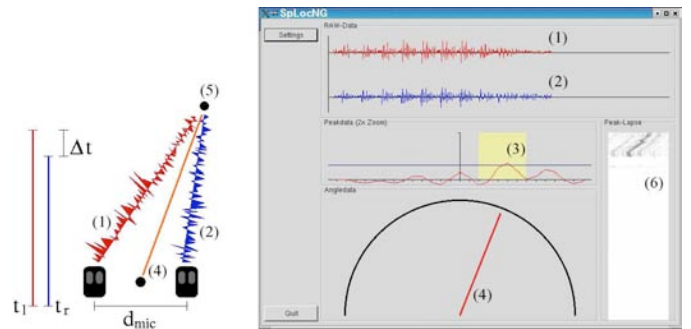 (5)
Δt
(1)
(2)
(4)
t_l
t_r
d_mic
SpLocNG
Settings
RAW-Data
(1)
(2)
Peakdata (2x Zoom)
(3)
Peak-Lapse
(6)
Angledata
(4)
Quit